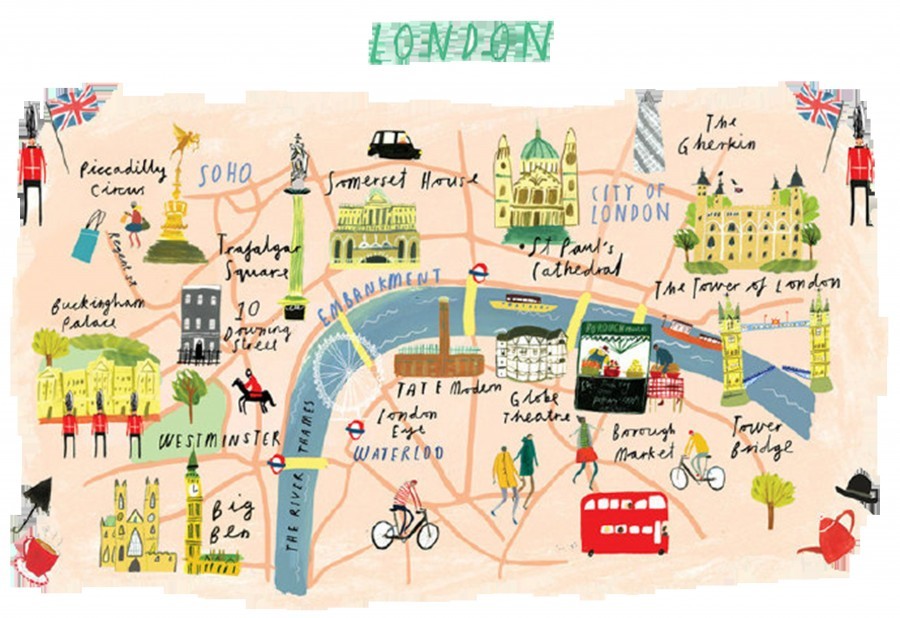 LONDON
The
Gherkin
Piccadilly
Circus
SOHO
Somerset House
CITY OF
LONDON
Regent St
Trafalgar
Square
St Paul's
Cathedral
EMBANKMENT
The Tower of London
Buckingham
Palace
10
Downing
Street
BOROUGH
TATE Modern
Globe
Theatre
London
Eye
WATERLOO
WESTMINSTER
THE RIVER THAMES
Borough
Market
Tower
Bridge
Big
Ben